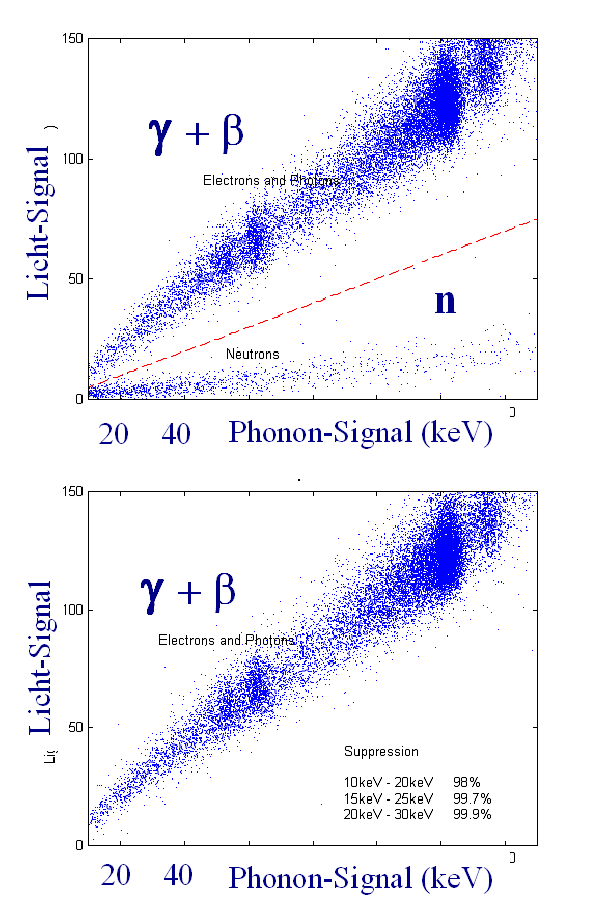 150
100
50
0
Licht-Signal )
γ + β
Electrons and Photons
n
Neutrons
20 40 Phonon-Signal (keV)
150
100
50
0
Licht-Signal
γ + β
Electrons and Photons
Suppression
10keV - 20keV 98%
15keV - 25keV 99.7%
20keV - 30keV 99.9%
20 40 Phonon-Signal (keV)